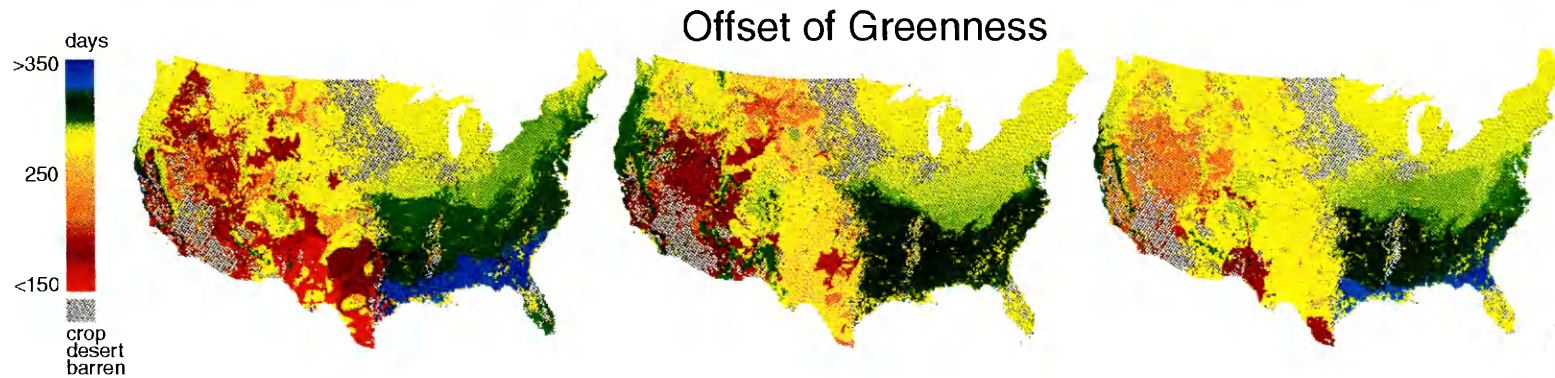 Offset of Greenness
days
>350
250
<150
crop
desert
barren